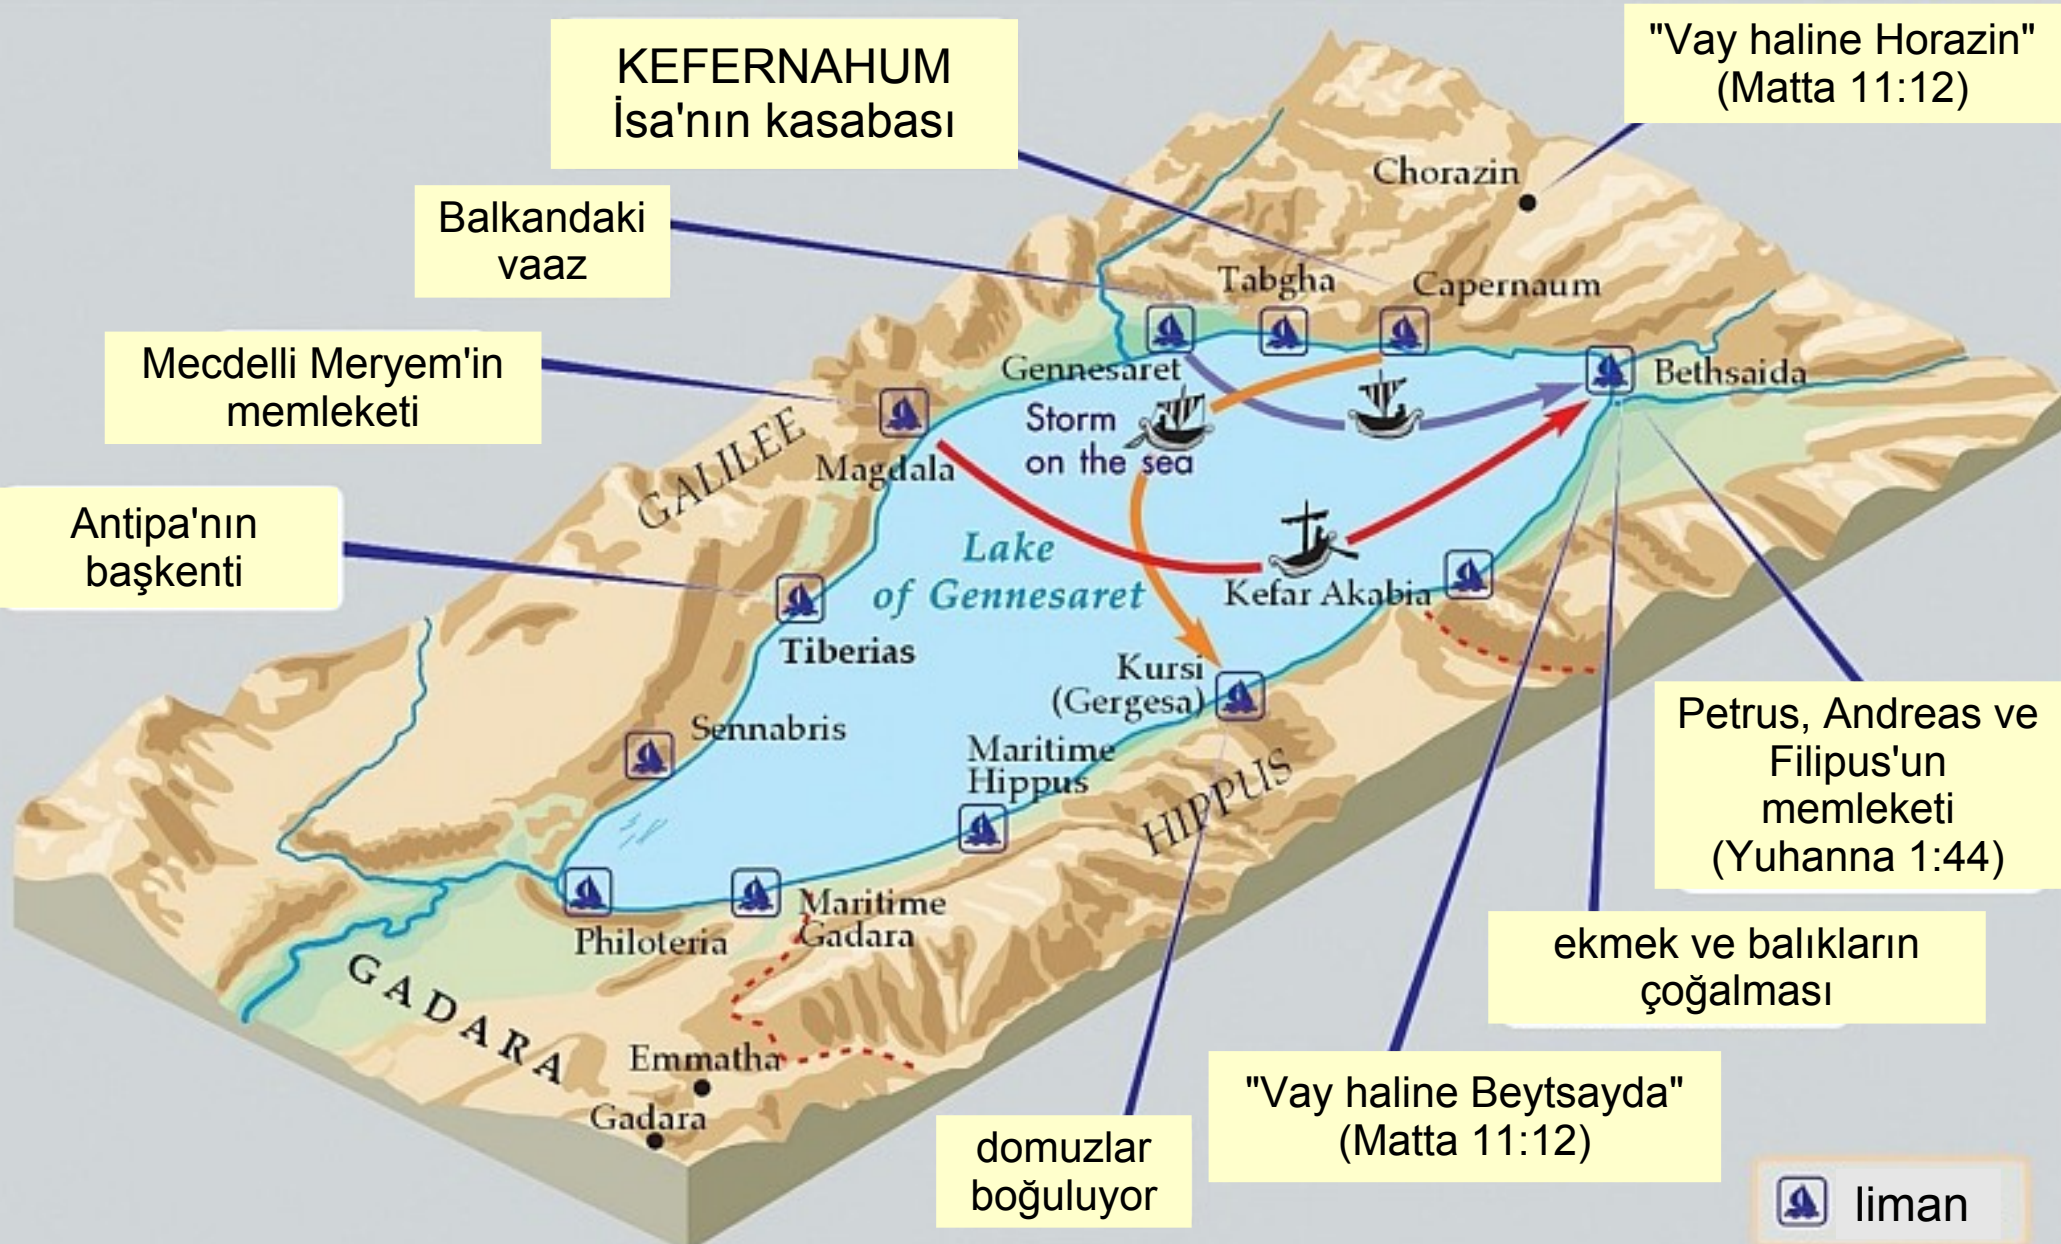 KEFERNAHUM
İsa'nın kasabası
"Vay haline Horazin"
(Matta 11:12)
Balkandaki
vaaz
Mecdelli Meryem'in
memleketi
Antipa'nın
başkenti
Chorazin
Tabgha
Capernaum
Gennesaret
Bethsaida
Storm
on the sea
GALILEE
Magdala
Lake
of Gennesaret
Kefar Akabia
Tiberias
Kursi
(Gergesa)
Sennabris
Maritime
Hippus
HIPPUS
Philoteria
Maritime
Gadara
GADARA
Emmatha
Gadara
Petrus, Andreas ve
Filipus'un
memleketi
(Yuhanna 1:44)
ekmek ve balıkların
çoğalması
"Vay haline Beytsayda"
(Matta 11:12)
domuzlar
boğuluyor
liman